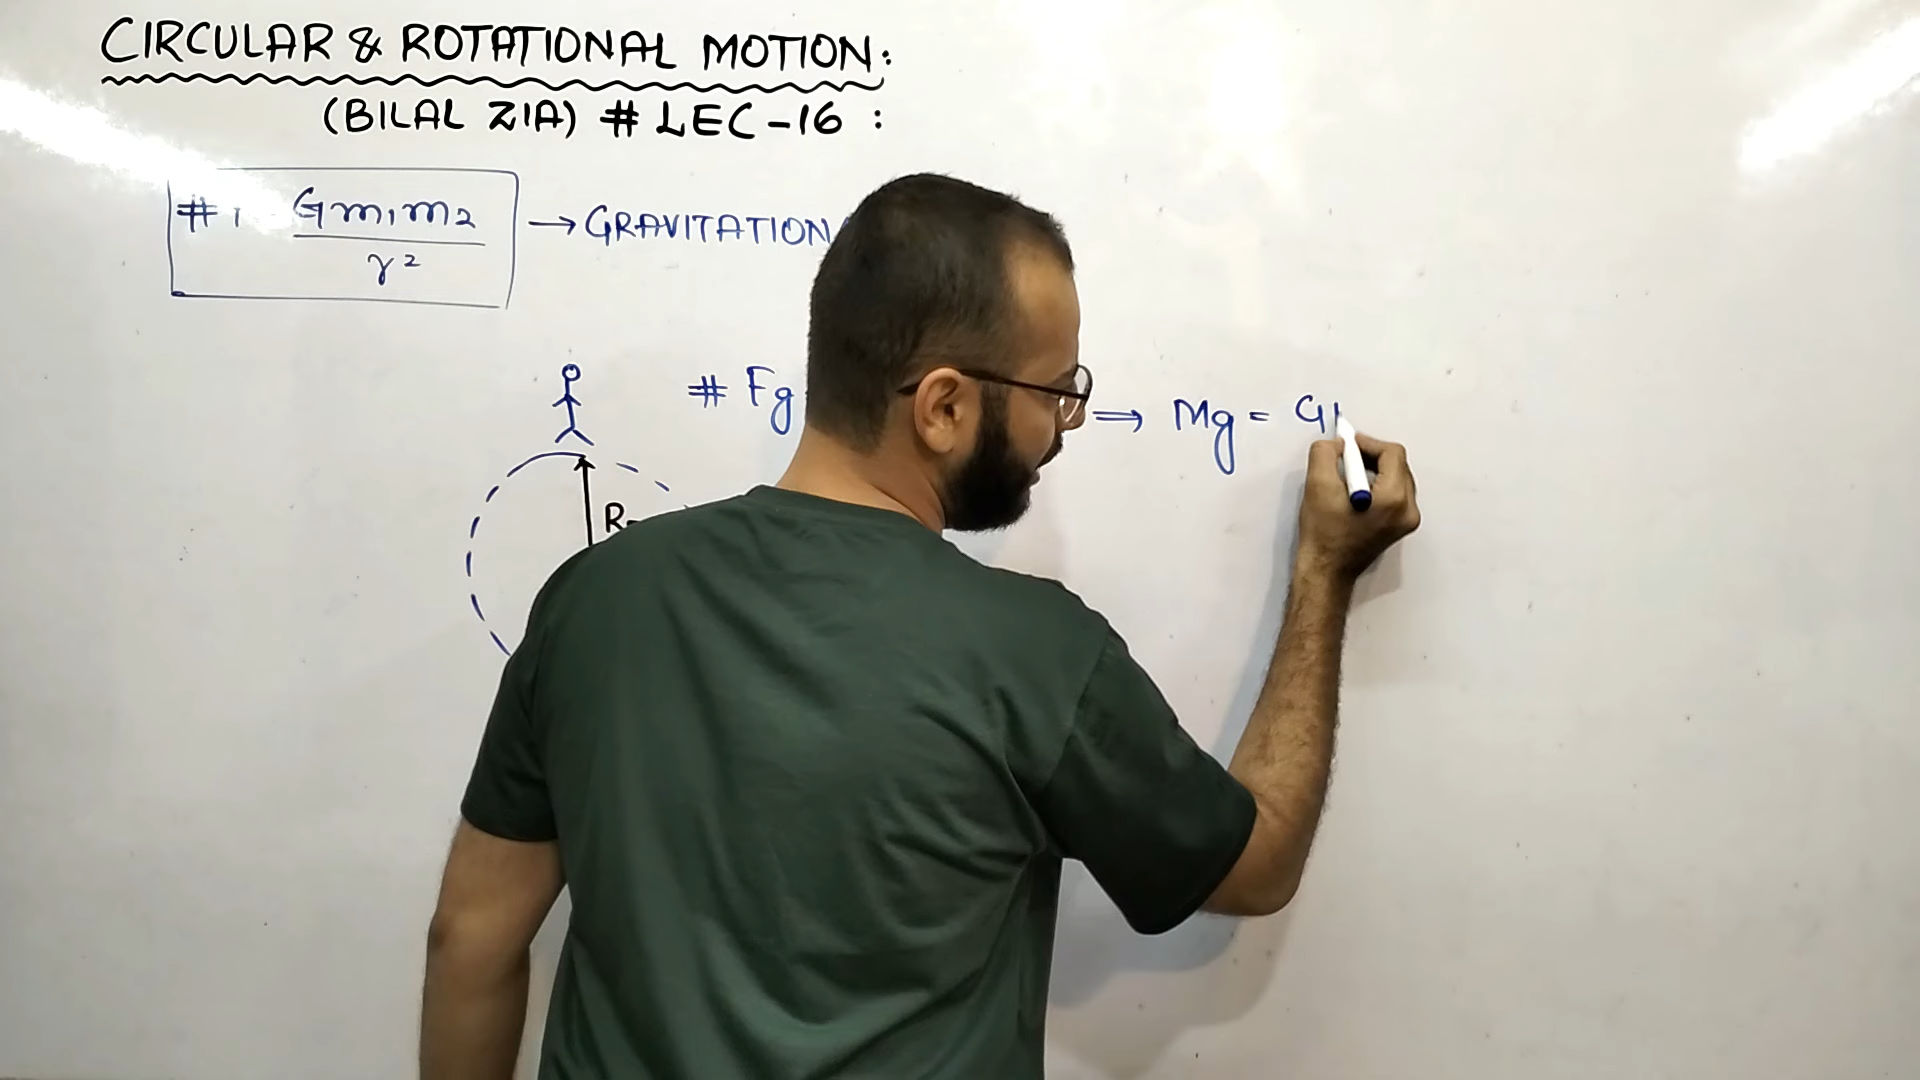 CIRCULAR & ROTATIONAL MOTION:
(BILAL ZIA) # LEC-16 :
# Gm₁m₂ → GRAVITATION
r²
# Fg ⇒ Mg = G
R